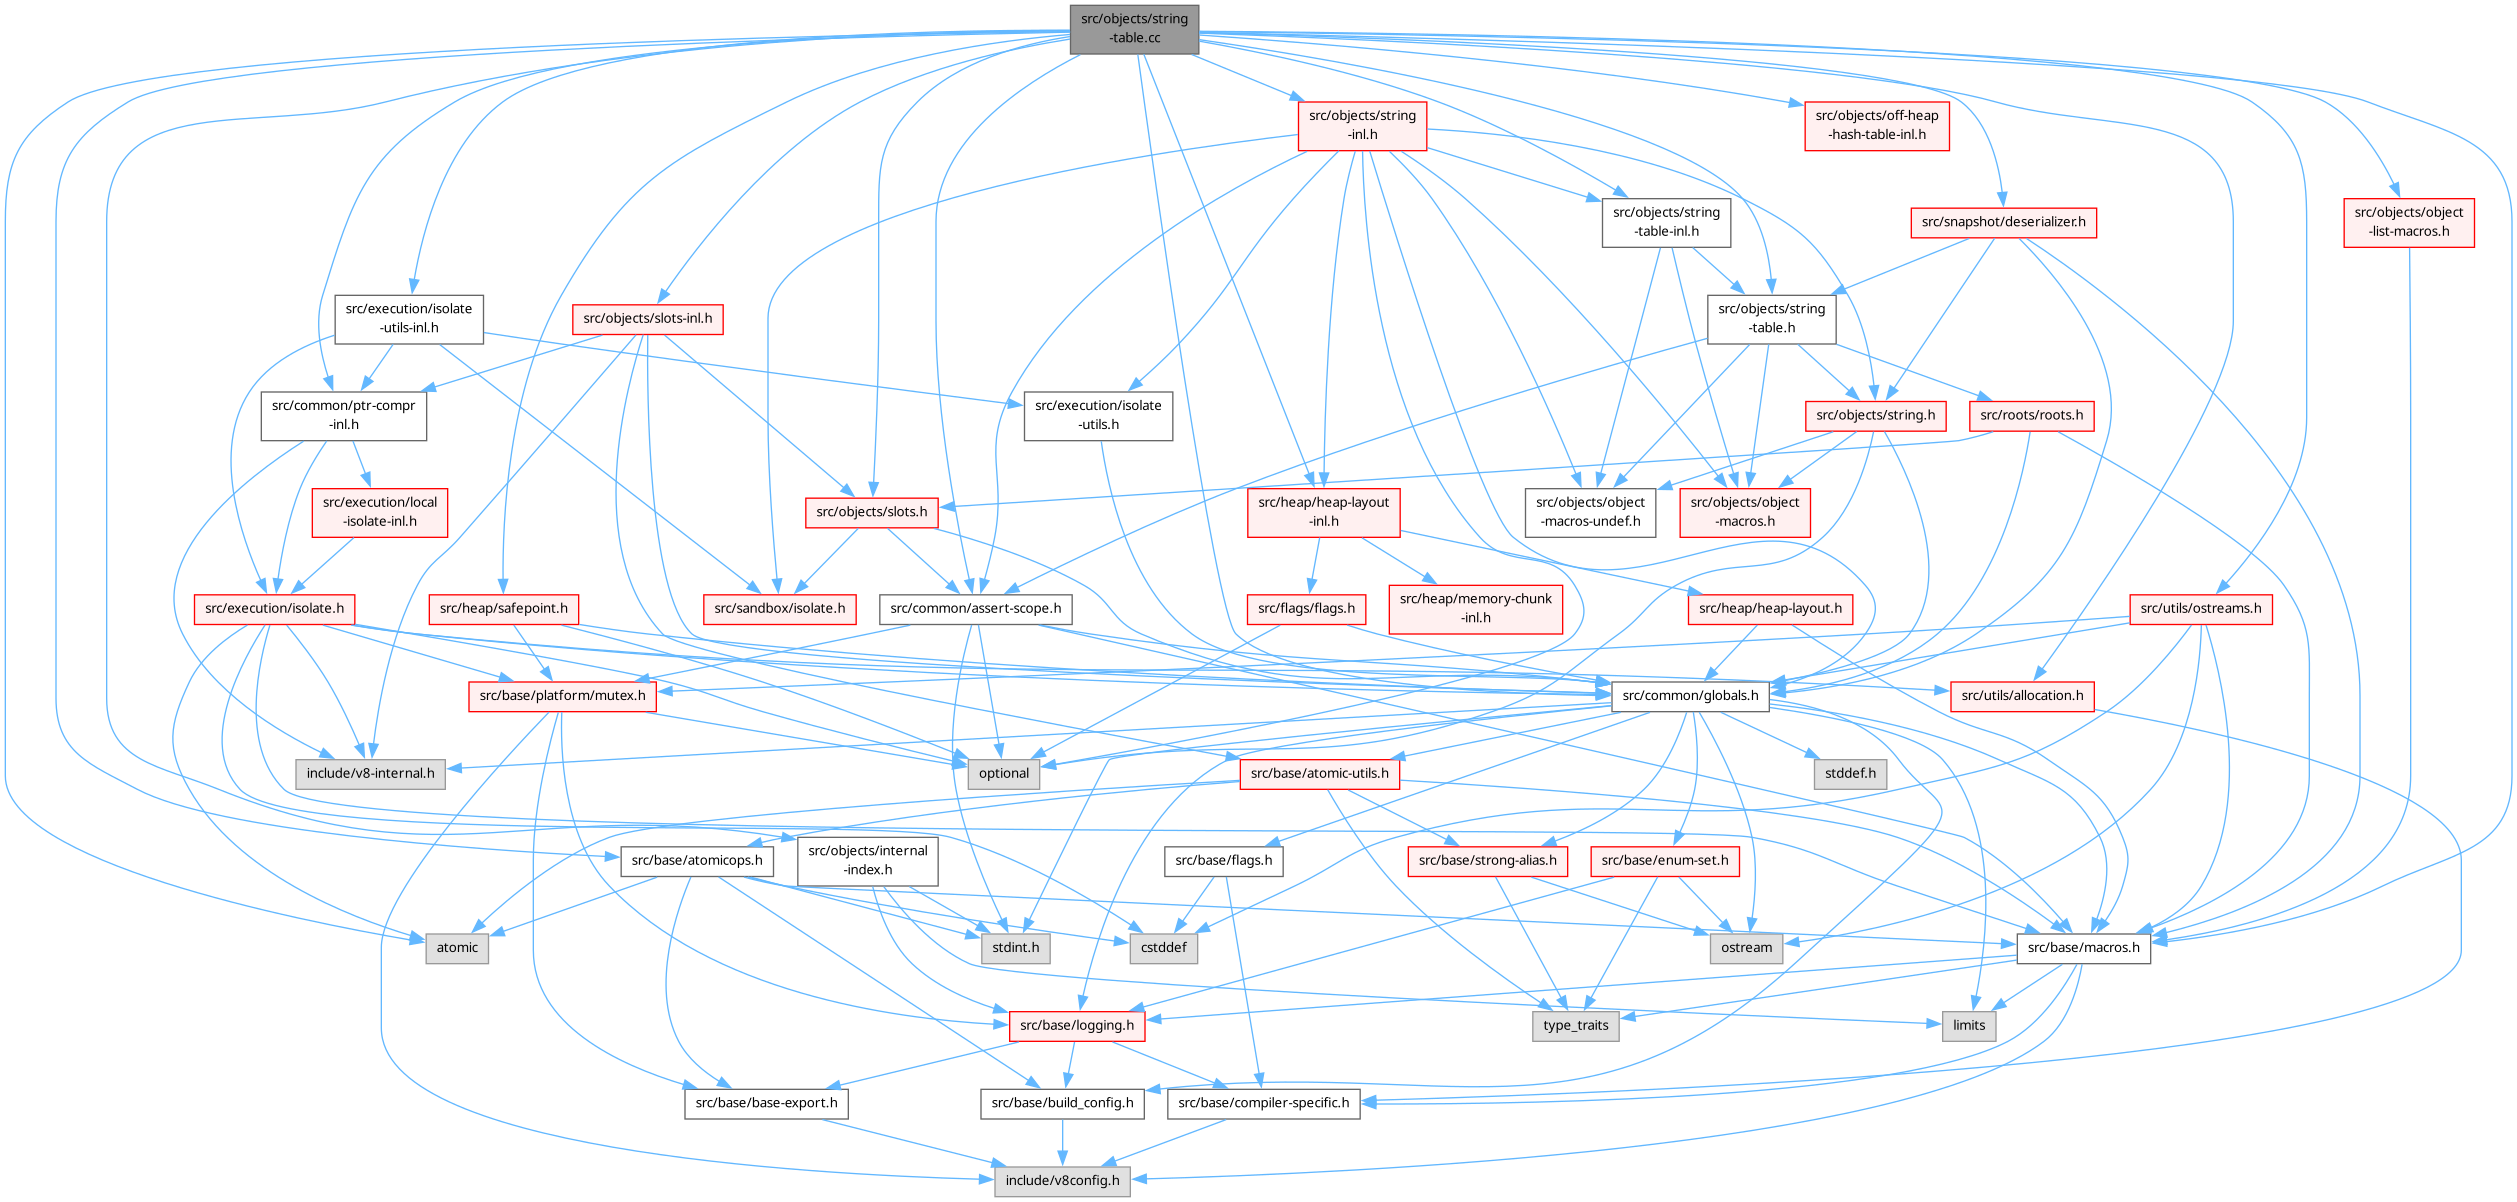 src/objects/string
-table.cc
src/objects/string
-inl.h
src/objects/off-heap
-hash-table-inl.h
src/objects/string
-table-inl.h
src/snapshot/deserializer.h
src/objects/object
-list-macros.h
src/execution/isolate
-utils-inl.h
src/objects/slots-inl.h
src/objects/string
-table.h
src/common/ptr-compr
-inl.h
src/execution/isolate
-utils.h
src/objects/string.h
src/roots/roots.h
src/execution/local
-isolate-inl.h
src/objects/slots.h
src/heap/heap-layout
-inl.h
src/objects/object
-macros-undef.h
src/objects/object
-macros.h
src/execution/isolate.h
src/heap/safepoint.h
src/sandbox/isolate.h
src/common/assert-scope.h
src/flags/flags.h
src/heap/memory-chunk
-inl.h
src/heap/heap-layout.h
src/utils/ostreams.h
src/base/platform/mutex.h
src/common/globals.h
src/utils/allocation.h
include/v8-internal.h
optional
src/base/atomic-utils.h
stddef.h
src/base/atomicops.h
src/objects/internal
-index.h
src/base/flags.h
src/base/strong-alias.h
src/base/enum-set.h
atomic
stdint.h
cstddef
ostream
src/base/macros.h
src/base/logging.h
type_traits
limits
src/base/base-export.h
src/base/build_config.h
src/base/compiler-specific.h
include/v8config.h